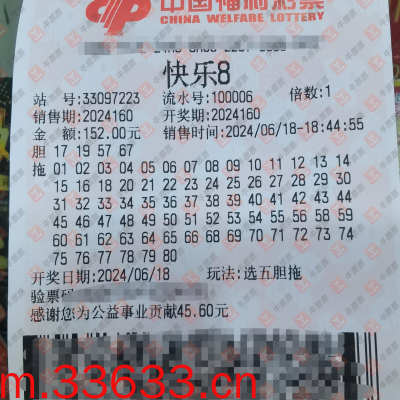 中国福利彩票
CHINA WELFARE LOTTERY
快乐8
站 号:33097223 流水号:100006 倍数:1
销售期:2024160 开奖期:2024160
金 额:152.00元 销售时间:2024/06/18-18:44:55
胆 17 19 57 67
拖 01 02 03 04 05 06 07 08 09 10 11 12 13 14
15 16 18 20 21 22 23 24 25 26 27 28 29 30
31 32 33 34 35 36 37 38 39 40 41 42 43 44
45 46 47 48 49 50 51 52 53 54 55 56 58 59
60 61 62 63 64 65 66 68 69 70 71 72 73 74
75 76 77 78 79 80
开奖日期:2024/06/18 玩法:选五胆拖
验票码
感谢您为公益事业贡献45.60元
m.33633.cn